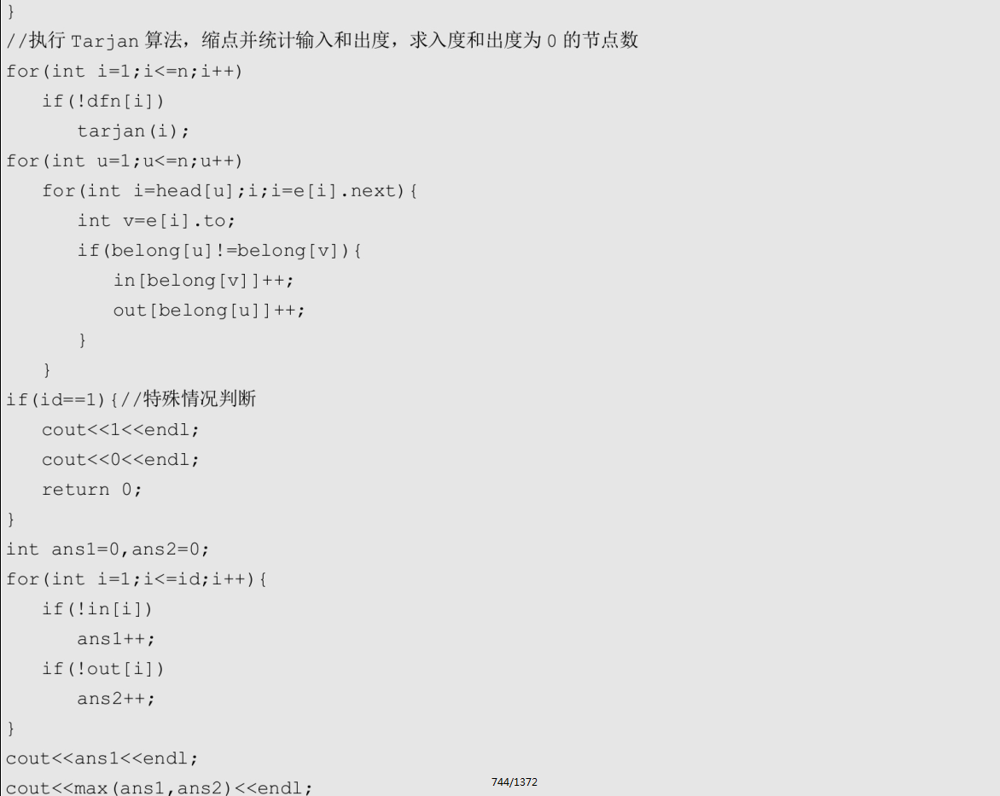 }
//执行 Tarjan 算法，缩点并统计输入和出度，求入度和出度为 0 的节点数
for(int i=1;i<=n;i++)
   if(!dfn[i])
      tarjan(i);
for(int u=1;u<=n;u++)
   for(int i=head[u];i;i=e[i].next){
      int v=e[i].to;
      if(belong[u]!=belong[v]){
         in[belong[v]]++;
         out[belong[u]]++;
      }
   }
if(id==1){//特殊情况判断
   cout<<1<<endl;
   cout<<0<<endl;
   return 0;
}
int ans1=0,ans2=0;
for(int i=1;i<=id;i++){
   if(!in[i])
      ans1++;
   if(!out[i])
      ans2++;
}
cout<<ans1<<endl;
cout<<max(ans1,ans2)<<endl;
744/1372